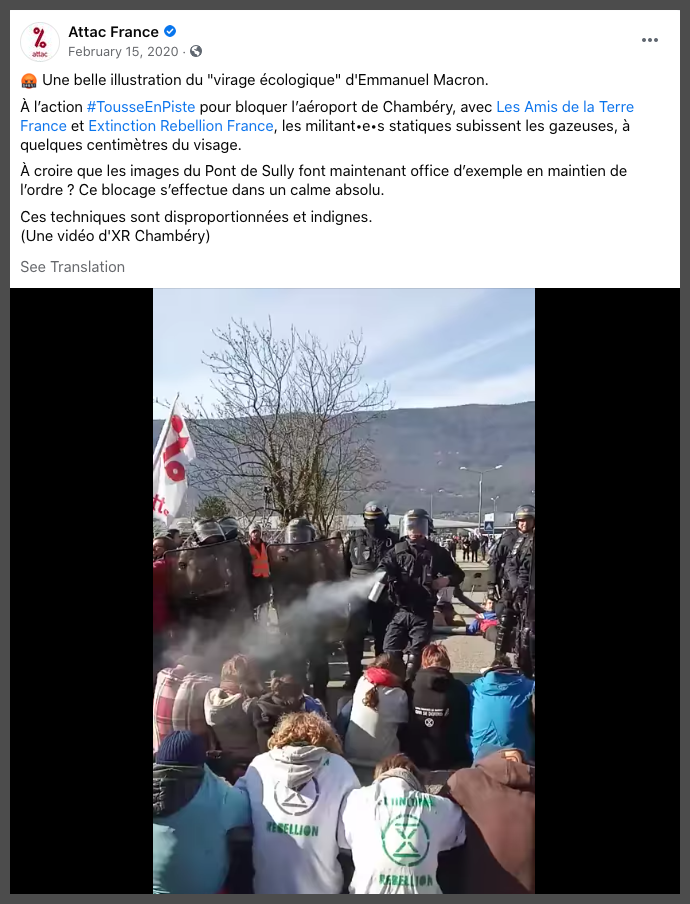 attac
Attac France
February 15, 2020 ·
🤬 Une belle illustration du "virage écologique" d'Emmanuel Macron.
À l’action #TousseEnPiste pour bloquer l’aéroport de Chambéry, avec Les Amis de la Terre
France et Extinction Rebellion France, les militant•e•s statiques subissent les gazeuses, à
quelques centimètres du visage.
À croire que les images du Pont de Sully font maintenant office d’exemple en maintien de
l’ordre ? Ce blocage s’effectue dans un calme absolu.
Ces techniques sont disproportionnées et indignes.
(Une vidéo d'XR Chambéry)
See Translation
REBELLION
REBELLION